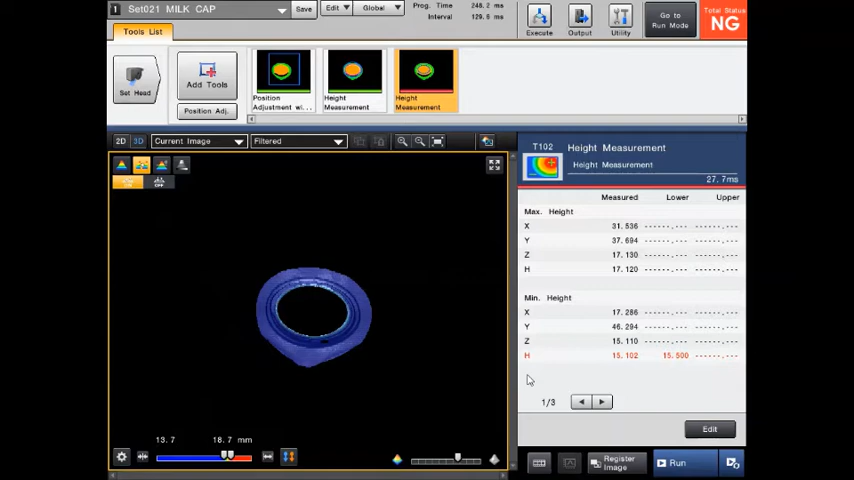 1 Set021 MILK CAP
Save
Edit
Global
Prog. Time 248.2 ms
Interval 129.6 ms
Execute
Output
Utility
Go to
Run Mode
Total Status
NG
Tools List
Set Head
Add Tools
Position Adj.
Position
Adjustment wi...
Height
Measurement
Height
Measurement
2D 3D
Current Image
Filtered
T102 Height Measurement
Height Measurement
27.7ms
Measured Lower Upper
Max. Height
X 31.536 ------.--- ------.---
Y 37.694 ------.--- ------.---
Z 17.130 ------.--- ------.---
H 17.120 ------.--- ------.---
Min. Height
X 17.286 ------.--- ------.---
Y 46.294 ------.--- ------.---
Z 15.110 ------.--- ------.---
H 15.102 15.500 ------.---
1/3
Edit
13.7 18.7 mm
Register
Image
Run